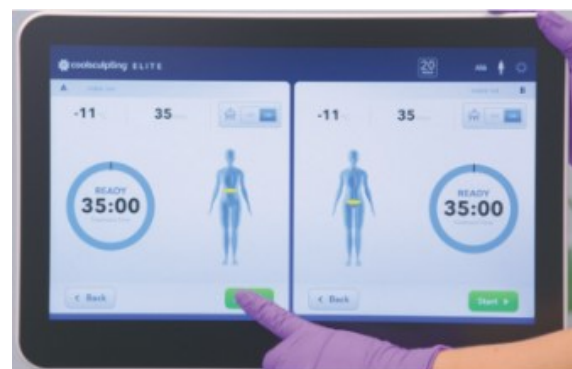 coolsculpting ELITE
20
A
-11
35
READY
35:00
< Back
B
-11
35
READY
35:00
< Back
Start >